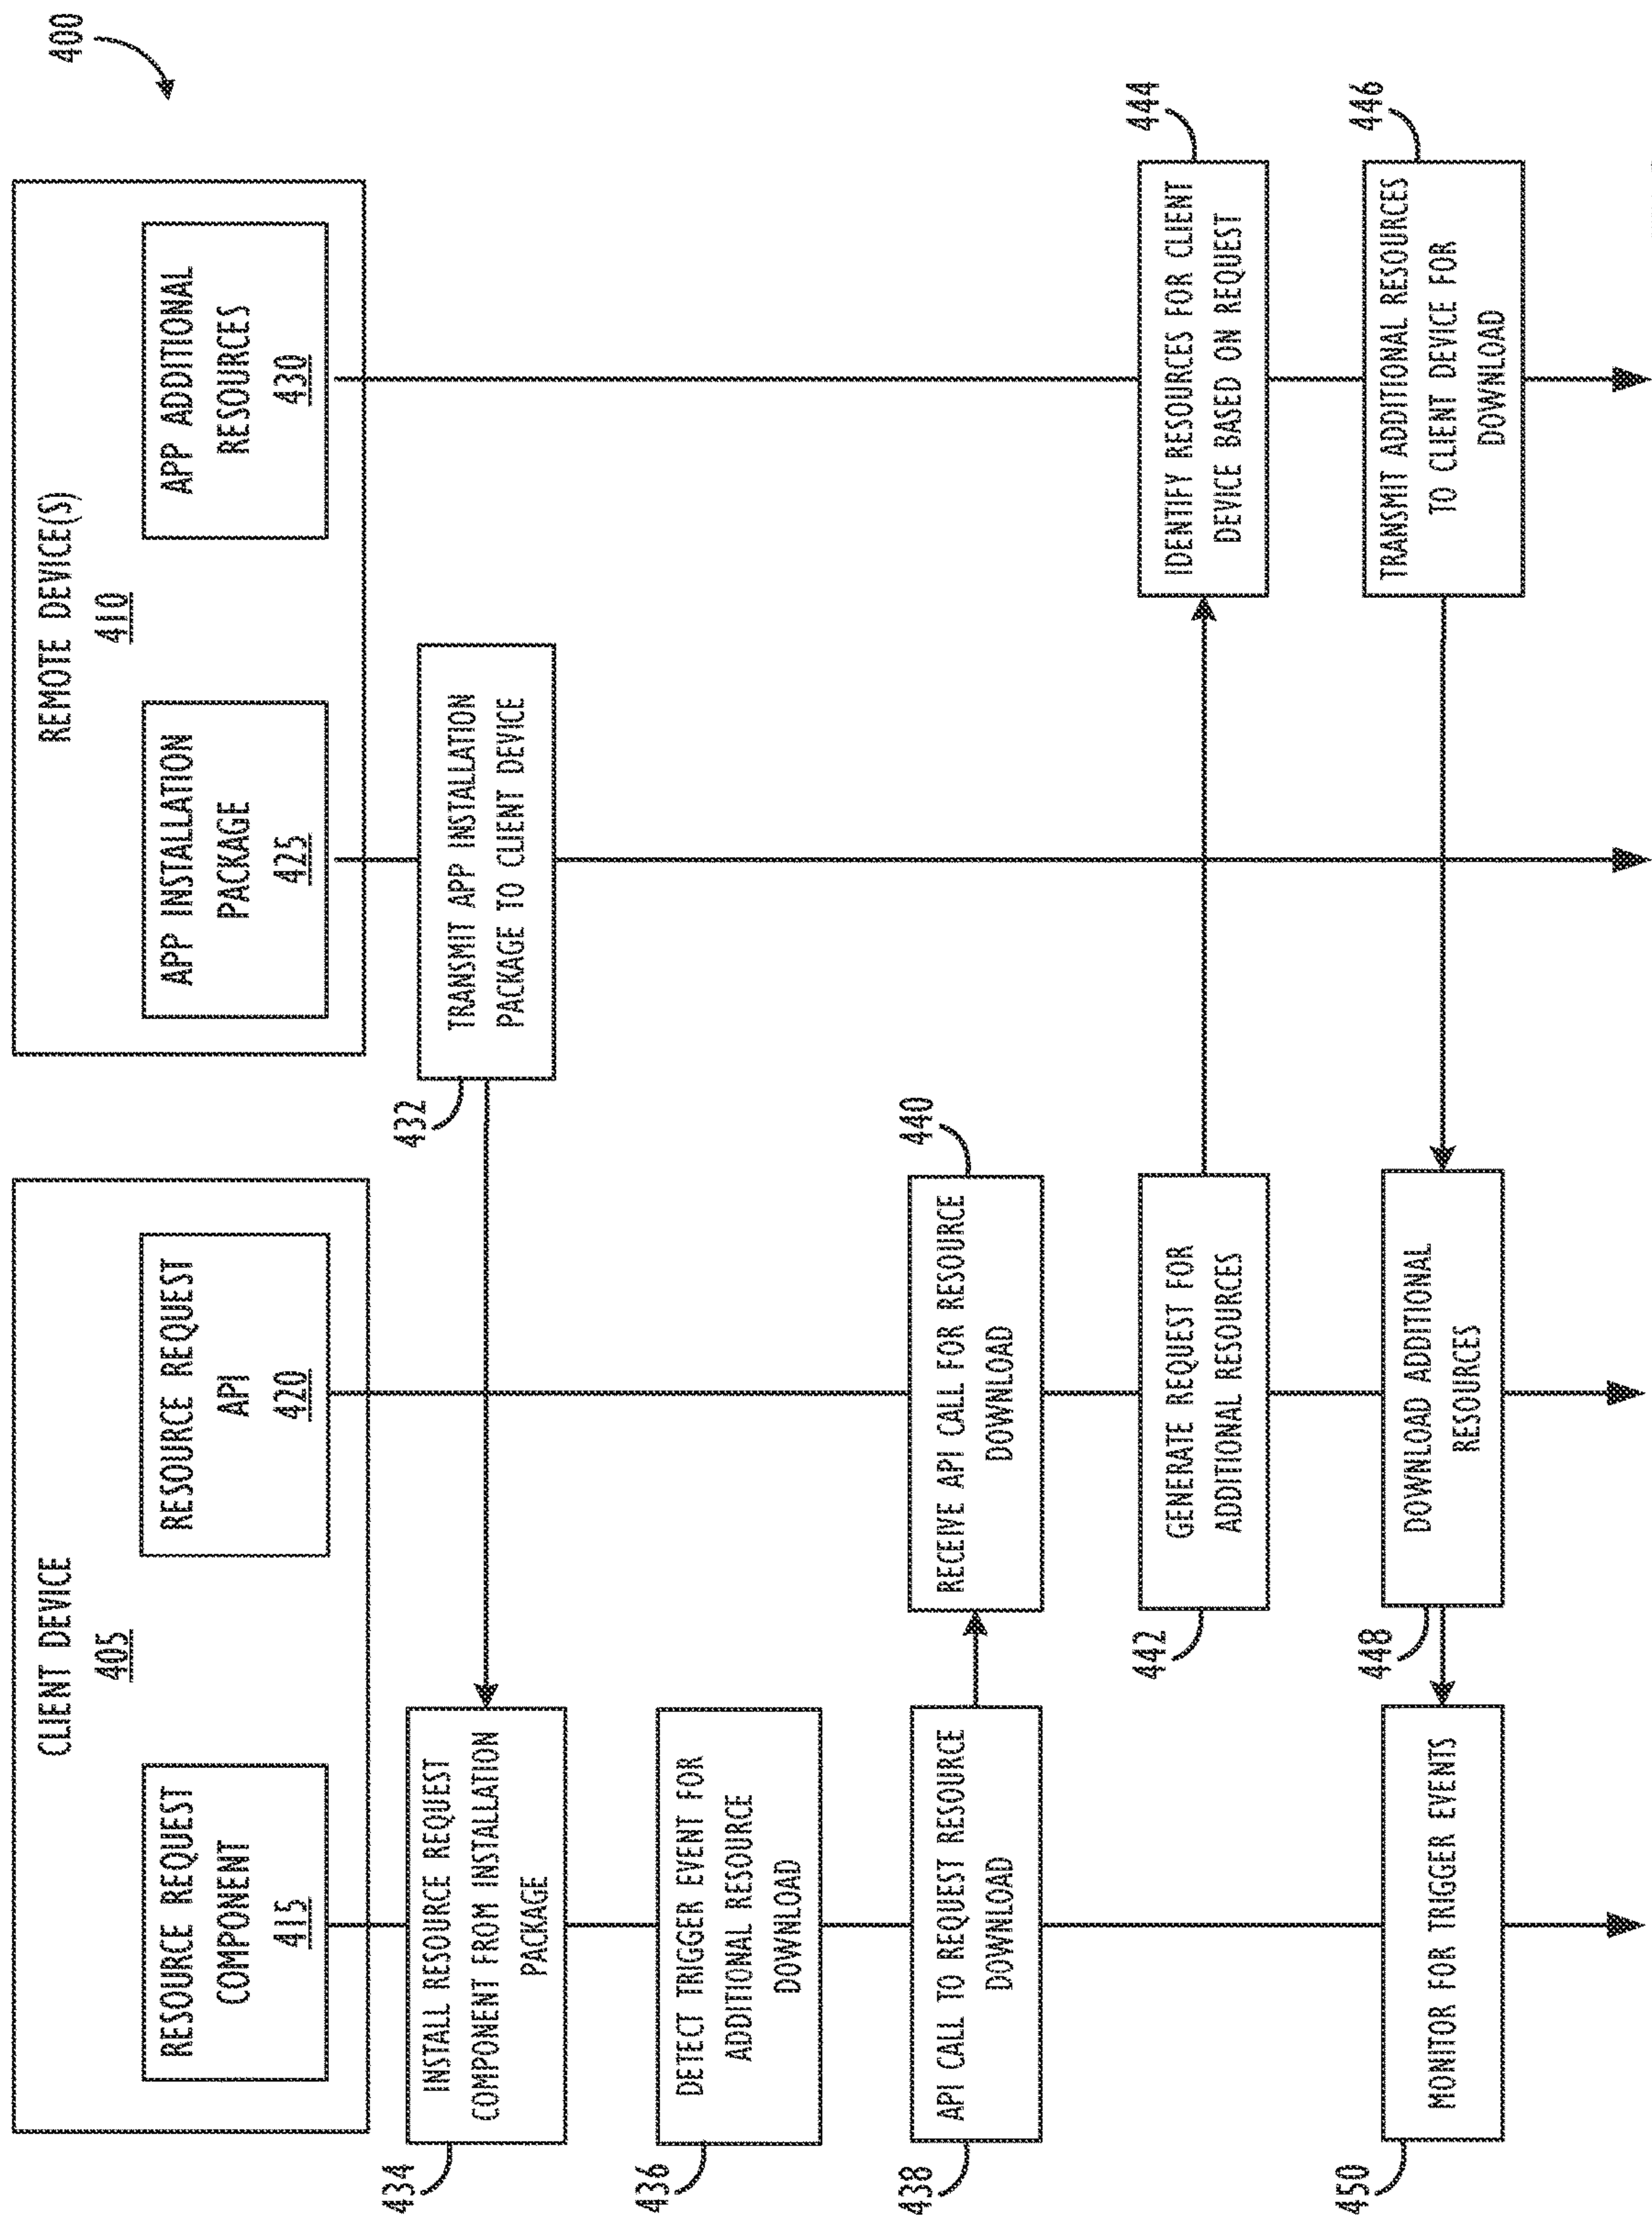 400
CLIENT DEVICE
405
RESOURCE REQUEST
COMPONENT
415
RESOURCE REQUEST
API
420
REMOTE DEVICE(S)
410
APP INSTALLATION
PACKAGE
425
APP ADDITIONAL
RESOURCES
430
432
TRANSMIT APP INSTALLATION
PACKAGE TO CLIENT DEVICE
434
INSTALL RESOURCE REQUEST
COMPONENT FROM INSTALLATION
PACKAGE
436
DETECT TRIGGER EVENT FOR
ADDITIONAL RESOURCE
DOWNLOAD
438
API CALL TO REQUEST RESOURCE
DOWNLOAD
440
RECEIVE API CALL FOR RESOURCE
DOWNLOAD
442
GENERATE REQUEST FOR
ADDITIONAL RESOURCES
444
IDENTIFY RESOURCES FOR CLIENT
DEVICE BASED ON REQUEST
446
TRANSMIT ADDITIONAL RESOURCES
TO CLIENT DEVICE FOR
DOWNLOAD
448
DOWNLOAD ADDITIONAL
RESOURCES
450
MONITOR FOR TRIGGER EVENTS